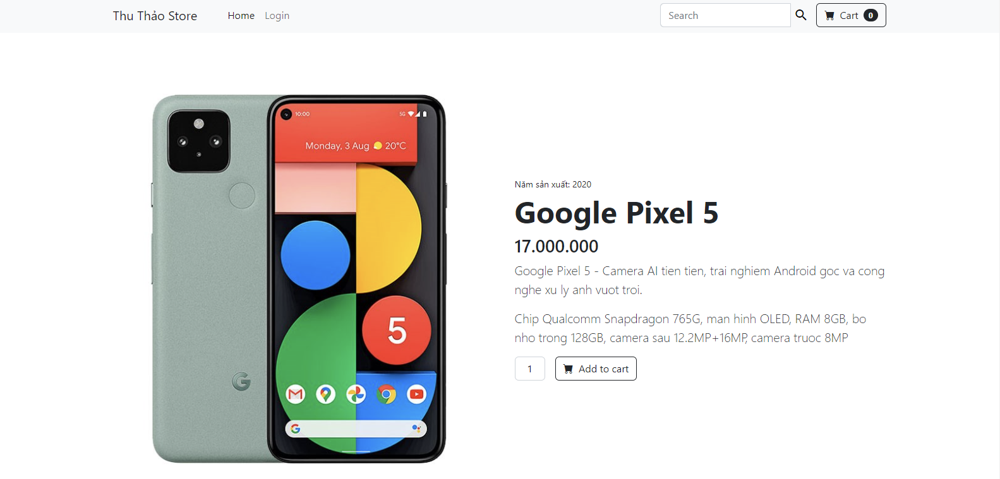 Thu Thảo Store Home Login Search Cart 0
10:00 5G
Monday, 3 Aug 20°C
5
Năm sản xuất: 2020
Google Pixel 5
17.000.000
Google Pixel 5 - Camera AI tien tien, trai nghiem Android goc va cong
nghe xu ly anh vuot troi.
Chip Qualcomm Snapdragon 765G, man hinh OLED, RAM 8GB, bo
nho trong 128GB, camera sau 12.2MP+16MP, camera truoc 8MP
1 Add to cart